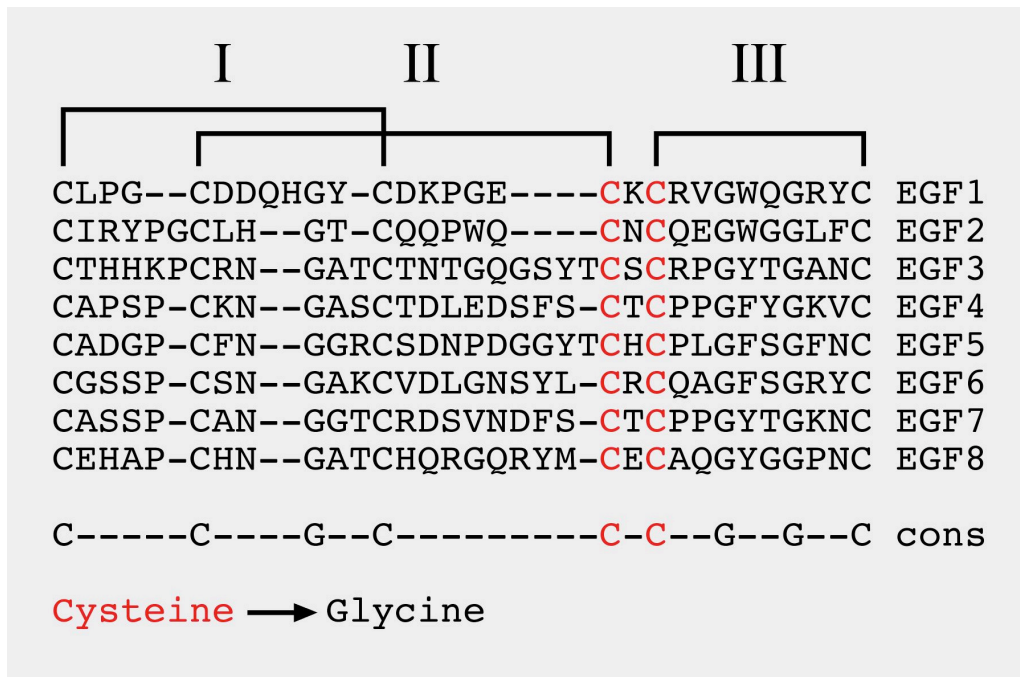 I II III
CLPG--CDDQHGY-CDKPGE----CKCRVGWQGRYC EGF1
CIRYPGCLH--GT-CQQPWQ----CNCQEGWGGLFC EGF2
CTHHKPCRN--GATCTNTGQGSYTCSCRPGYTGANC EGF3
CAPSP-CKN--GASCTDLEDSFS-CTCPPGFYGKVC EGF4
CADGP-CFN--GGRCSDNPDGGYTCHCPLGFSGFNC EGF5
CGSSP-CSN--GAKCVDLGNSYL-CRCQAGFSGRYC EGF6
CASSP-CAN--GGTCRDSVNDFS-CTCPPGYTGKNC EGF7
CEHAP-CHN--GATCHQRGQRYM-CECAQGYGGPNC EGF8
C-----C----G--C---------C-C--G--G--C cons
Cysteine → Glycine